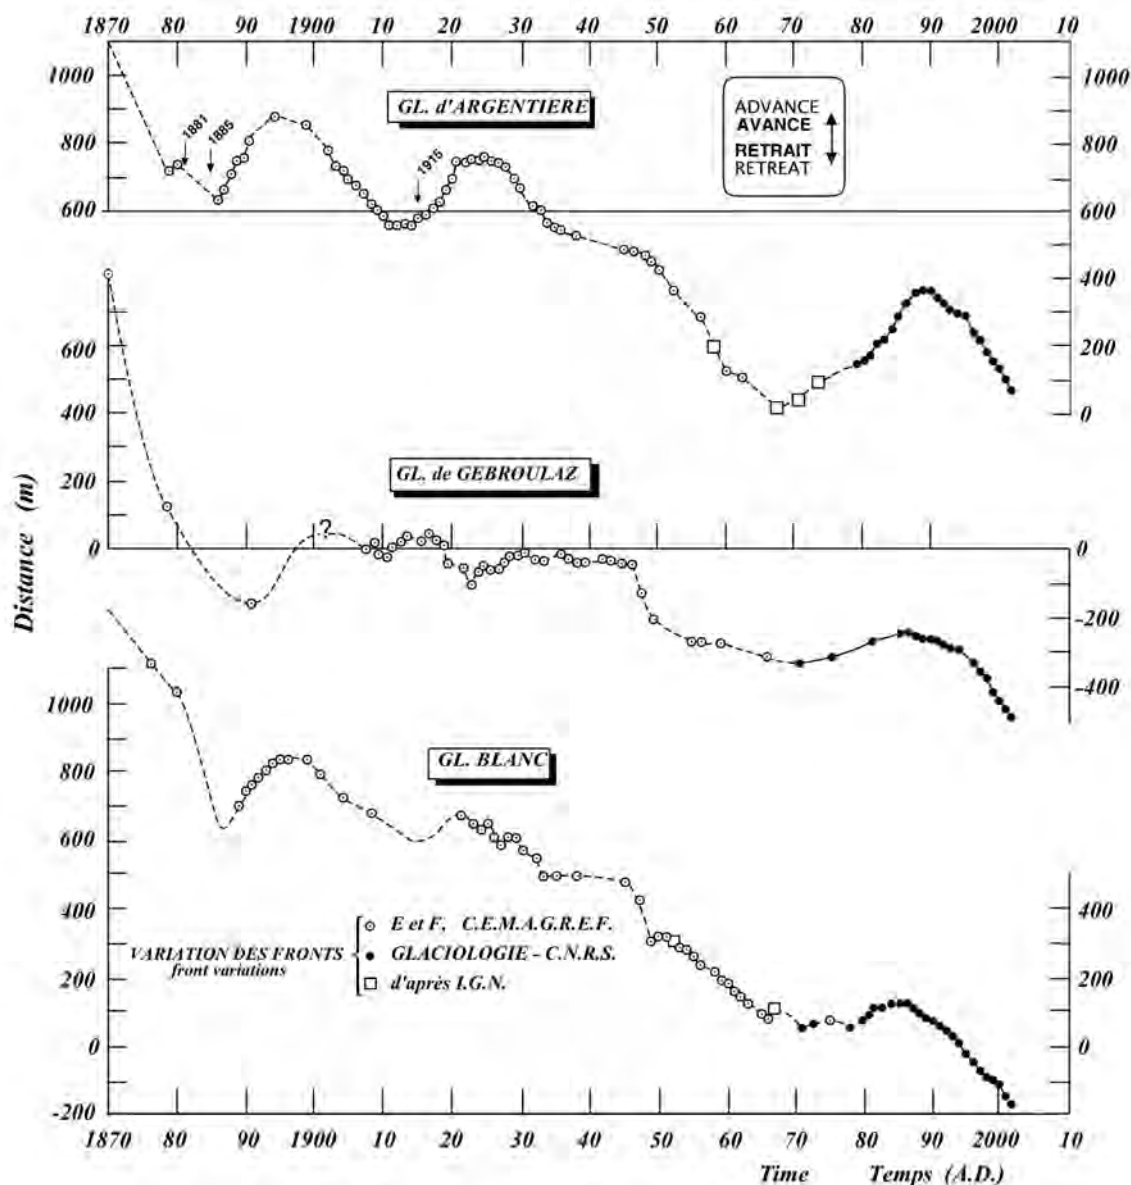 1870 80 90 1900 10 20 30 40 50 60 70 80 90 2000 10
1000 1000
GL. d'ARGENTIERE
ADVANCE
AVANCE
RETRAIT
RETREAT
1881
1885
1915
800 800
600 600
400
600
200
400
0
GL. de GEBROULAZ
200
?
0 0
-200
-400
Distance (m)
1000
GL. BLANC
800
600
400 400
VARIATION DES FRONTS
front variations
E et F, C.E.M.A.G.R.E.F.
GLACIOLOGIE - C.N.R.S.
d'après I.G.N.
200 200
0 0
-200
1870 80 90 1900 10 20 30 40 50 60 70 80 90 2000 10
Time Temps (A.D.)